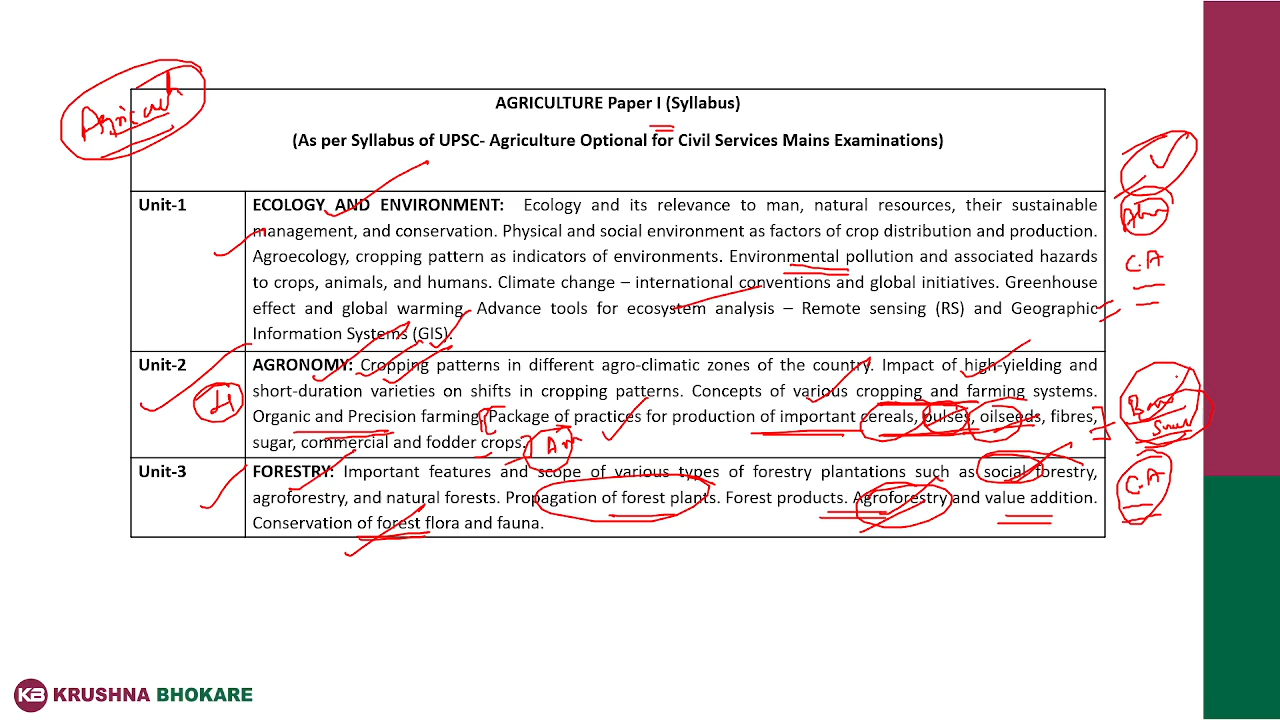 AGRICULTURE Paper I (Syllabus)
(As per Syllabus of UPSC- Agriculture Optional for Civil Services Mains Examinations)
Unit-1
ECOLOGY AND ENVIRONMENT: Ecology and its relevance to man, natural resources, their sustainable
management, and conservation. Physical and social environment as factors of crop distribution and production.
Agroecology, cropping pattern as indicators of environments. Environmental pollution and associated hazards
to crops, animals, and humans. Climate change – international conventions and global initiatives. Greenhouse
effect and global warming. Advance tools for ecosystem analysis – Remote sensing (RS) and Geographic
Information Systems (GIS).
C.A
Unit-2
AGRONOMY: Cropping patterns in different agro-climatic zones of the country. Impact of high-yielding and
short-duration varieties on shifts in cropping patterns. Concepts of various cropping and farming systems.
Organic and Precision farming. Package of practices for production of important cereals, pulses, oilseeds, fibres,
sugar, commercial and fodder crops.
Unit-3
FORESTRY: Important features and scope of various types of forestry plantations such as social forestry,
agroforestry, and natural forests. Propagation of forest plants. Forest products. Agroforestry and value addition.
Conservation of forest flora and fauna.
C.A
KB KRUSHNA BHOKARE